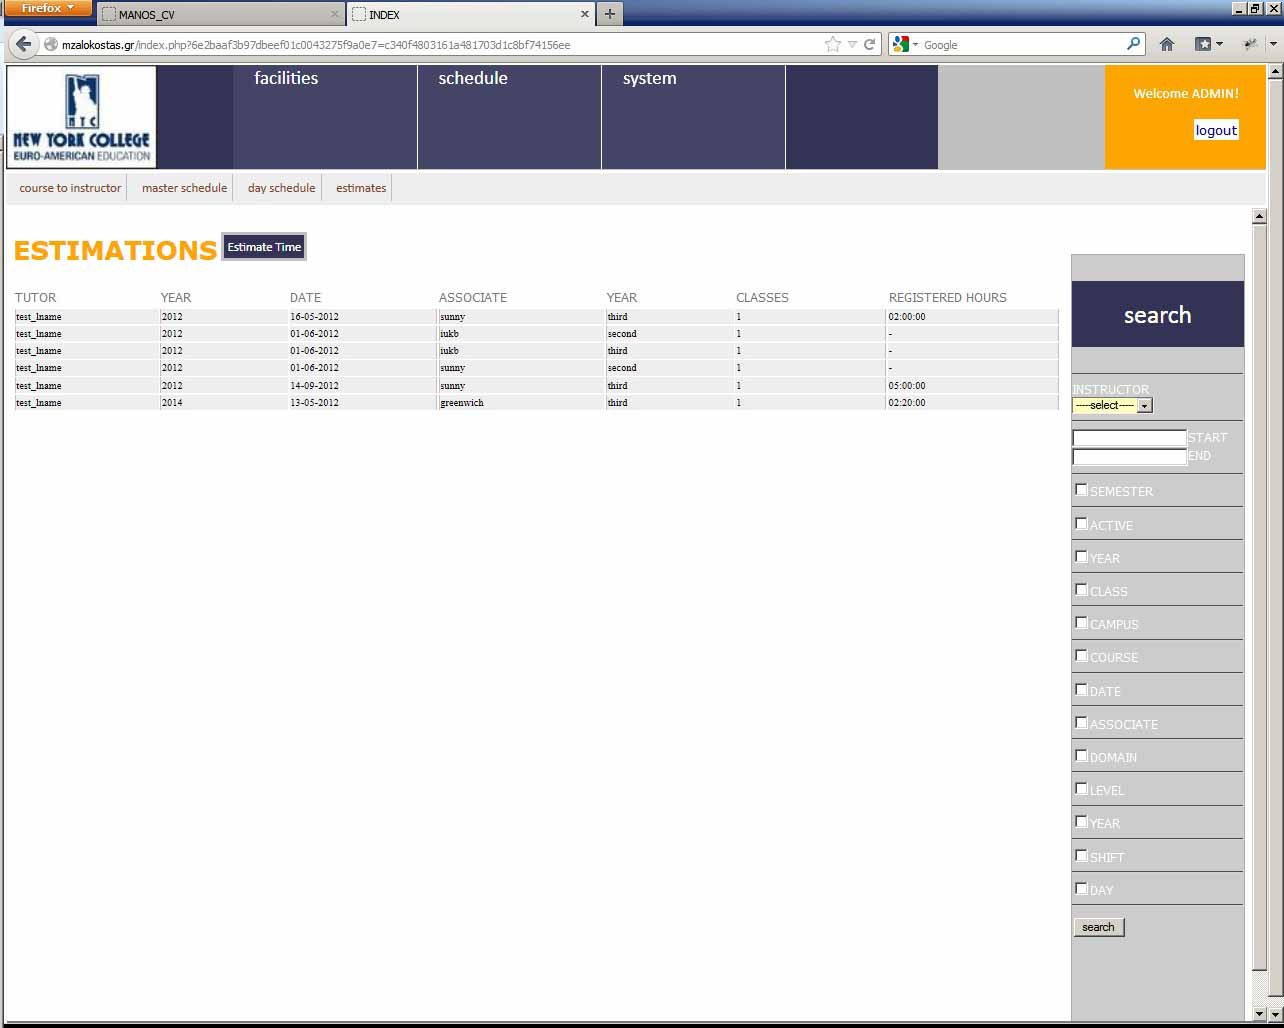 Firefox
MANOS_CV
INDEX
mzalokostas.gr/index.php?6e2baaf3b97dbeef01c0043275f9a0e7=c340f4803161a481703d1c8bf74156ee
Google
NYC
NEW YORK COLLEGE
EURO-AMERICAN EDUCATION
facilities schedule system
Welcome ADMIN!
logout
course to instructor master schedule day schedule estimates
ESTIMATIONS Estimate Time
TUTOR YEAR DATE ASSOCIATE YEAR CLASSES REGISTERED HOURS
test_lname 2012 16-05-2012 sunny third 1 02:00:00
test_lname 2012 01-06-2012 iukb second 1 -
test_lname 2012 01-06-2012 iukb third 1 -
test_lname 2012 01-06-2012 sunny second 1 -
test_lname 2012 14-09-2012 sunny third 1 05:00:00
test_lname 2014 13-05-2012 greenwich third 1 02:20:00
search
INSTRUCTOR
-----select-----
START
END
SEMESTER
ACTIVE
YEAR
CLASS
CAMPUS
COURSE
DATE
ASSOCIATE
DOMAIN
LEVEL
YEAR
SHIFT
DAY
search